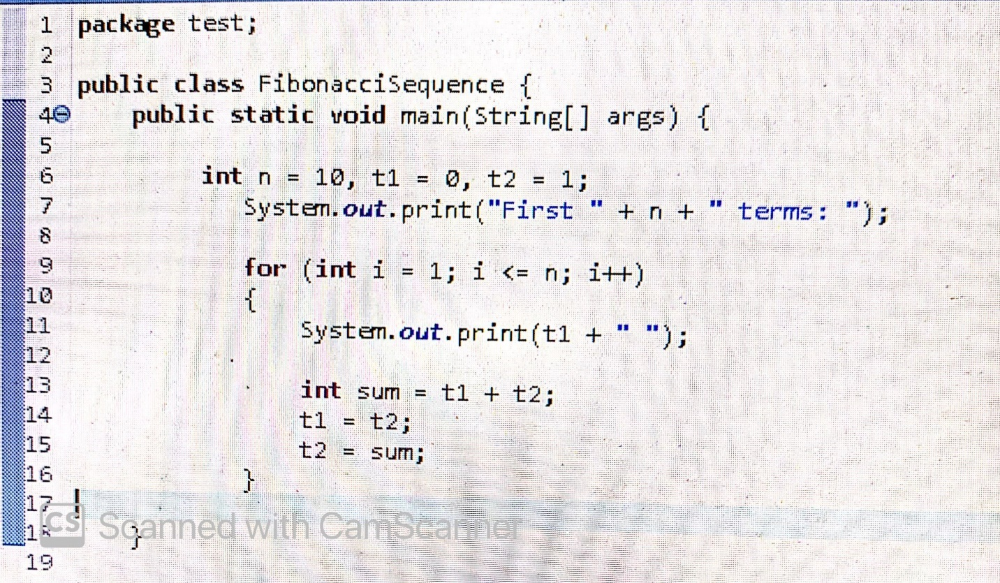 1 package test;
2
3 public class FibonacciSequence {
4 public static void main(String[] args) {
5
6 int n = 10, t1 = 0, t2 = 1;
7 System.out.print("First " + n + " terms: ");
8
9 for (int i = 1; i <= n; i++)
10 {
11 System.out.print(t1 + " ");
12
13 int sum = t1 + t2;
14 t1 = t2;
15 t2 = sum;
16 }
17
18 }
CS Scanned with CamScanner
19